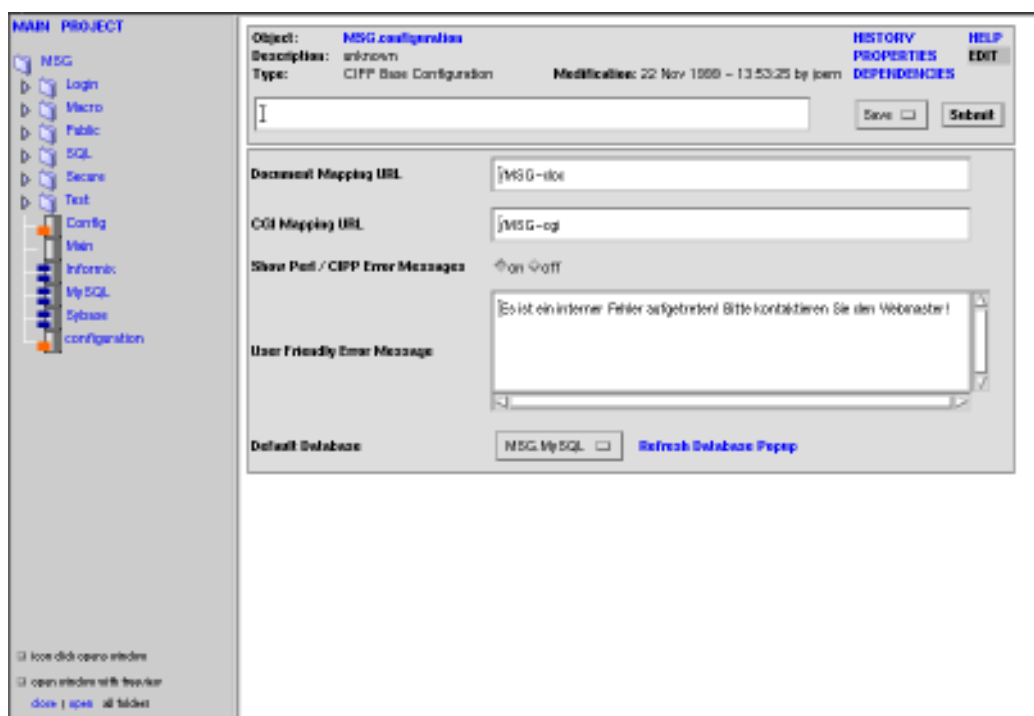 MAIN PROJECT
MSG
Login
Macro
Public
SQL
Secure
Test
Config
Main
Informix
MySQL
Sybase
configuration
icon click opens window
open window with treeview
close | open all folders
Object: MSG.configuration HISTORY HELP
Description: unknown PROPERTIES EDIT
Type: CIPP Base Configuration Modification: 22 Nov 1999 - 13:53:25 by joern DEPENDENCIES
Save Submit
Document Mapping URL /MSG-doc
CGI Mapping URL /MSG-cgi
Show Perl / CIPP Error Messages on off
User Friendly Error Message Es ist ein interner Fehler aufgetreten! Bitte kontaktieren Sie den Webmaster!
Default Database MSG.MySQL Refresh Database Popup